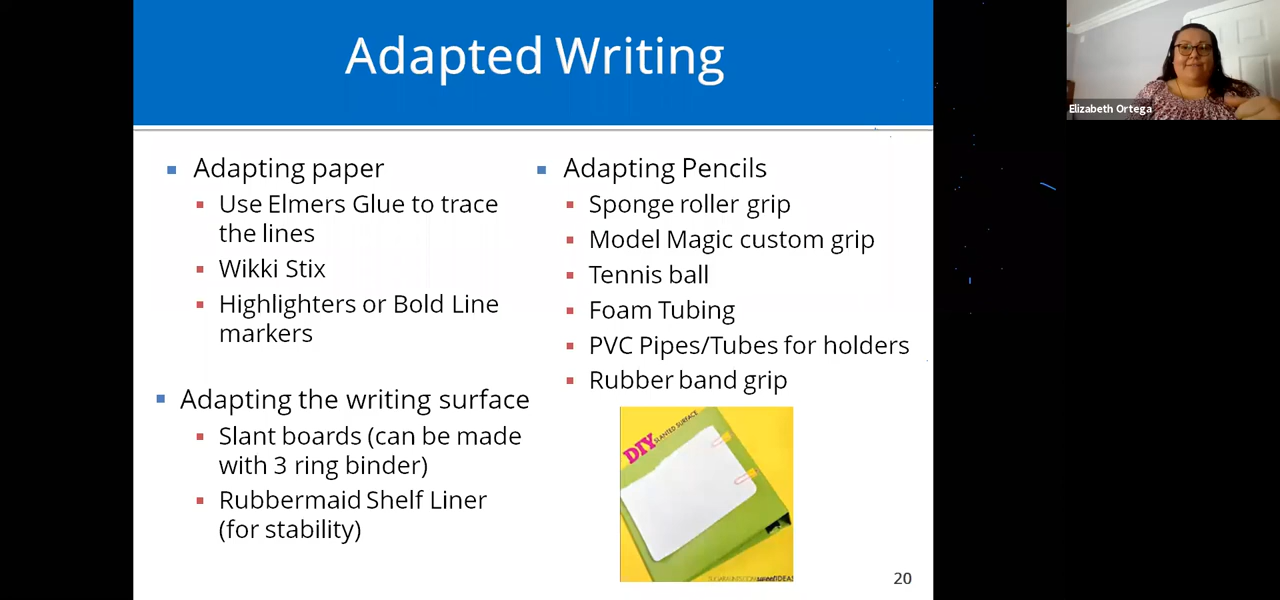 Adapted Writing
Adapting paper
Use Elmers Glue to trace
the lines
Wikki Stix
Highlighters or Bold Line
markers
Adapting the writing surface
Slant boards (can be made
with 3 ring binder)
Rubbermaid Shelf Liner
(for stability)
Adapting Pencils
Sponge roller grip
Model Magic custom grip
Tennis ball
Foam Tubing
PVC Pipes/Tubes for holders
Rubber band grip
DIY SLANTED SURFACE
20
Elizabeth Ortega